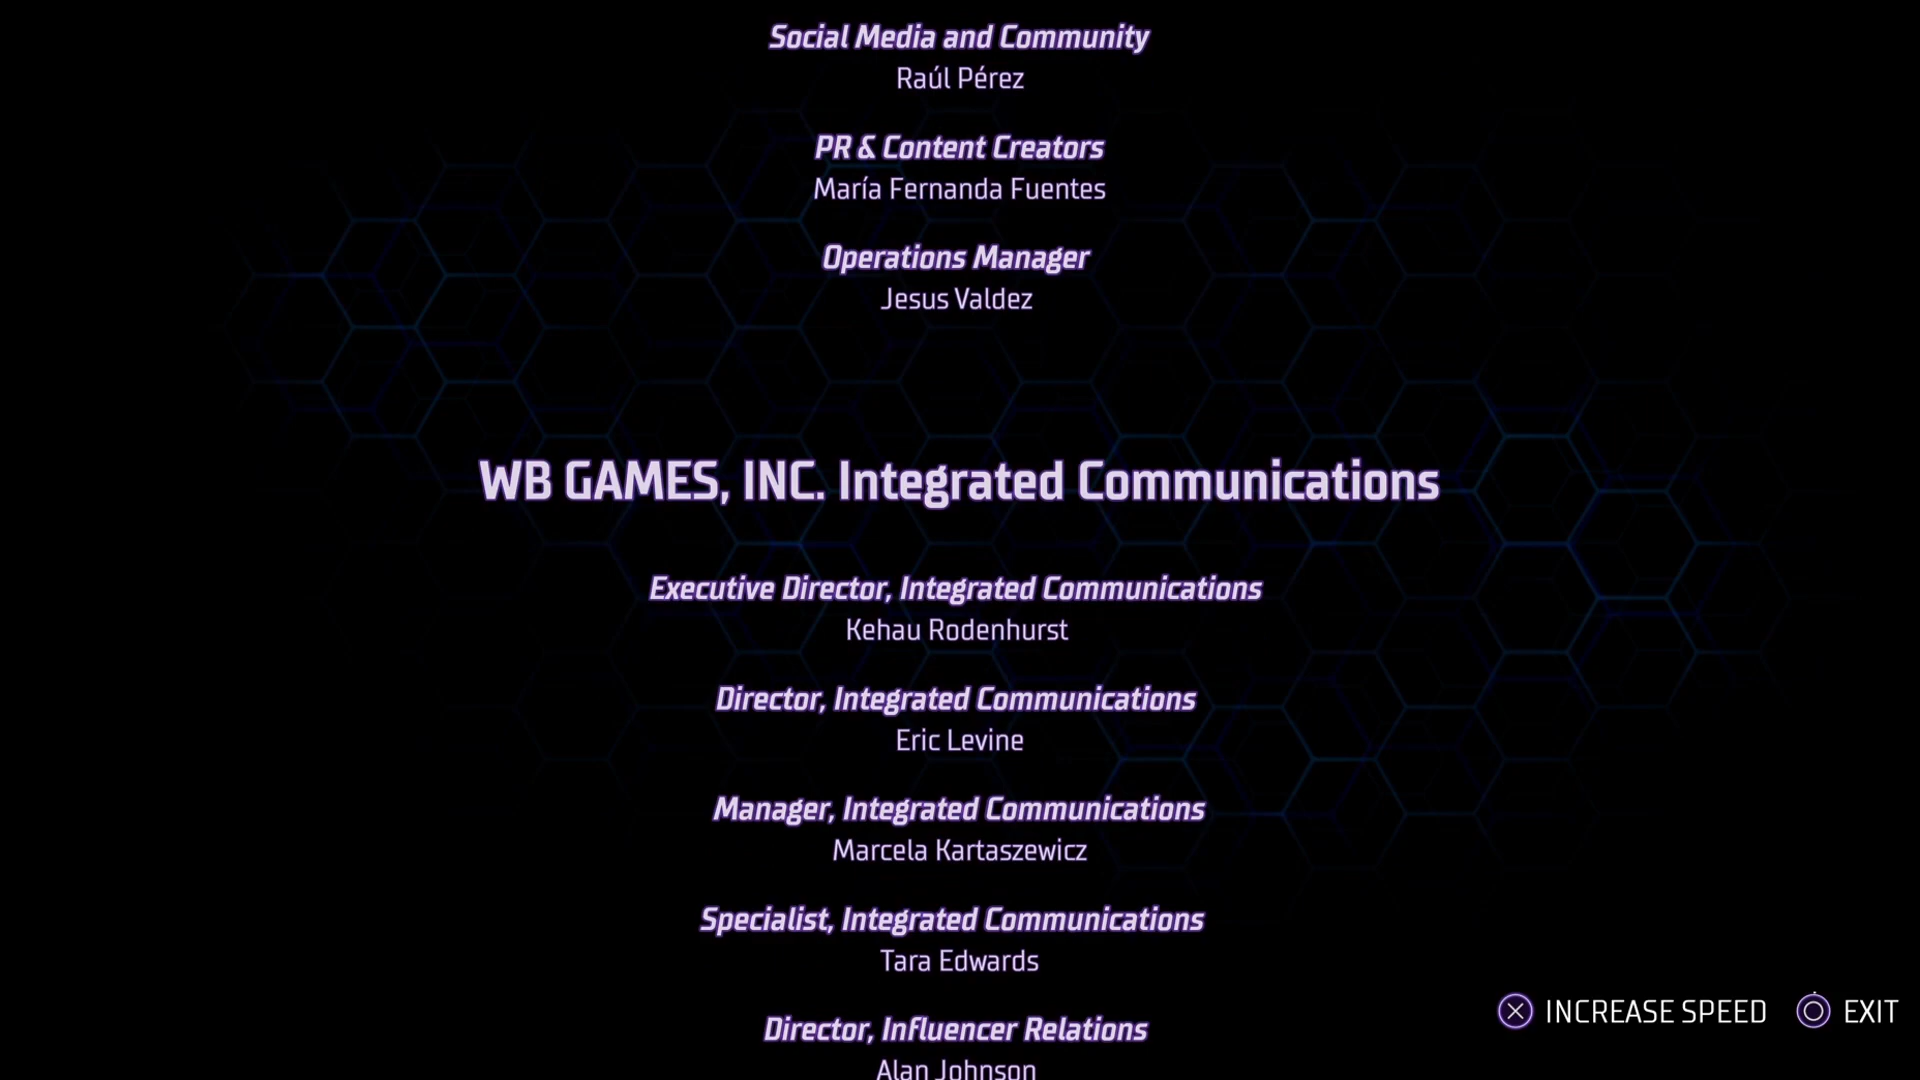 Social Media and Community
Raúl Pérez
PR & Content Creators
María Fernanda Fuentes
Operations Manager
Jesus Valdez
WB GAMES, INC. Integrated Communications
Executive Director, Integrated Communications
Kehau Rodenhurst
Director, Integrated Communications
Eric Levine
Manager, Integrated Communications
Marcela Kartaszewicz
Specialist, Integrated Communications
Tara Edwards
Director, Influencer Relations
Alan Johnson
INCREASE SPEED EXIT